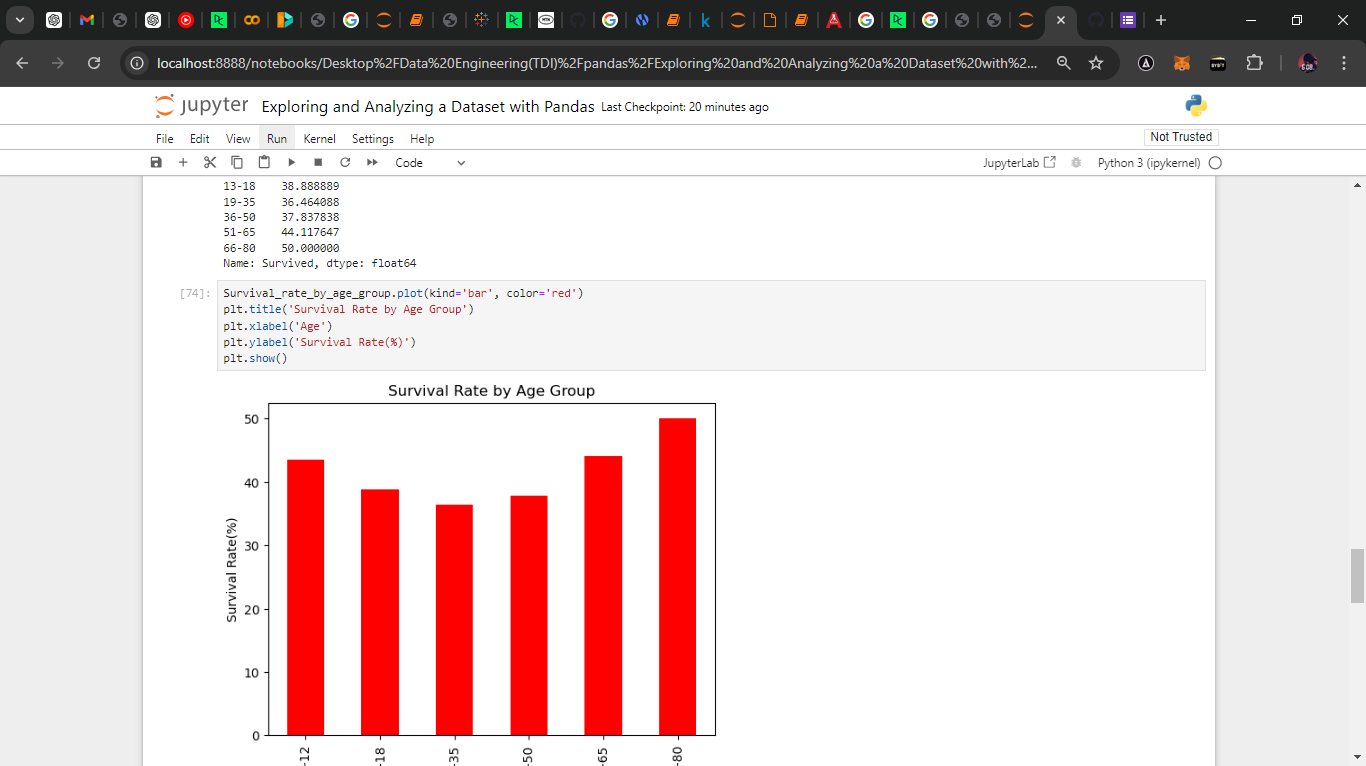 localhost:8888/notebooks/Desktop%2FData%20Engineering(TDI)%2Fpandas%2FExploring%20and%20Analyzing%20a%20Dataset%20with%2...
jupyter Exploring and Analyzing a Dataset with Pandas Last Checkpoint: 20 minutes ago
File Edit View Run Kernel Settings Help Not Trusted
Code JupyterLab Python 3 (ipykernel)
13-18 38.888889
19-35 36.464088
36-50 37.837838
51-65 44.117647
66-80 50.000000
Name: Survived, dtype: float64
[74]: Survival_rate_by_age_group.plot(kind='bar', color='red')
plt.title('Survival Rate by Age Group')
plt.xlabel('Age')
plt.ylabel('Survival Rate(%)')
plt.show()
Survival Rate by Age Group
Survival Rate(%)
50
40
30
20
10
0
-12 -18 -35 -50 -65 -80